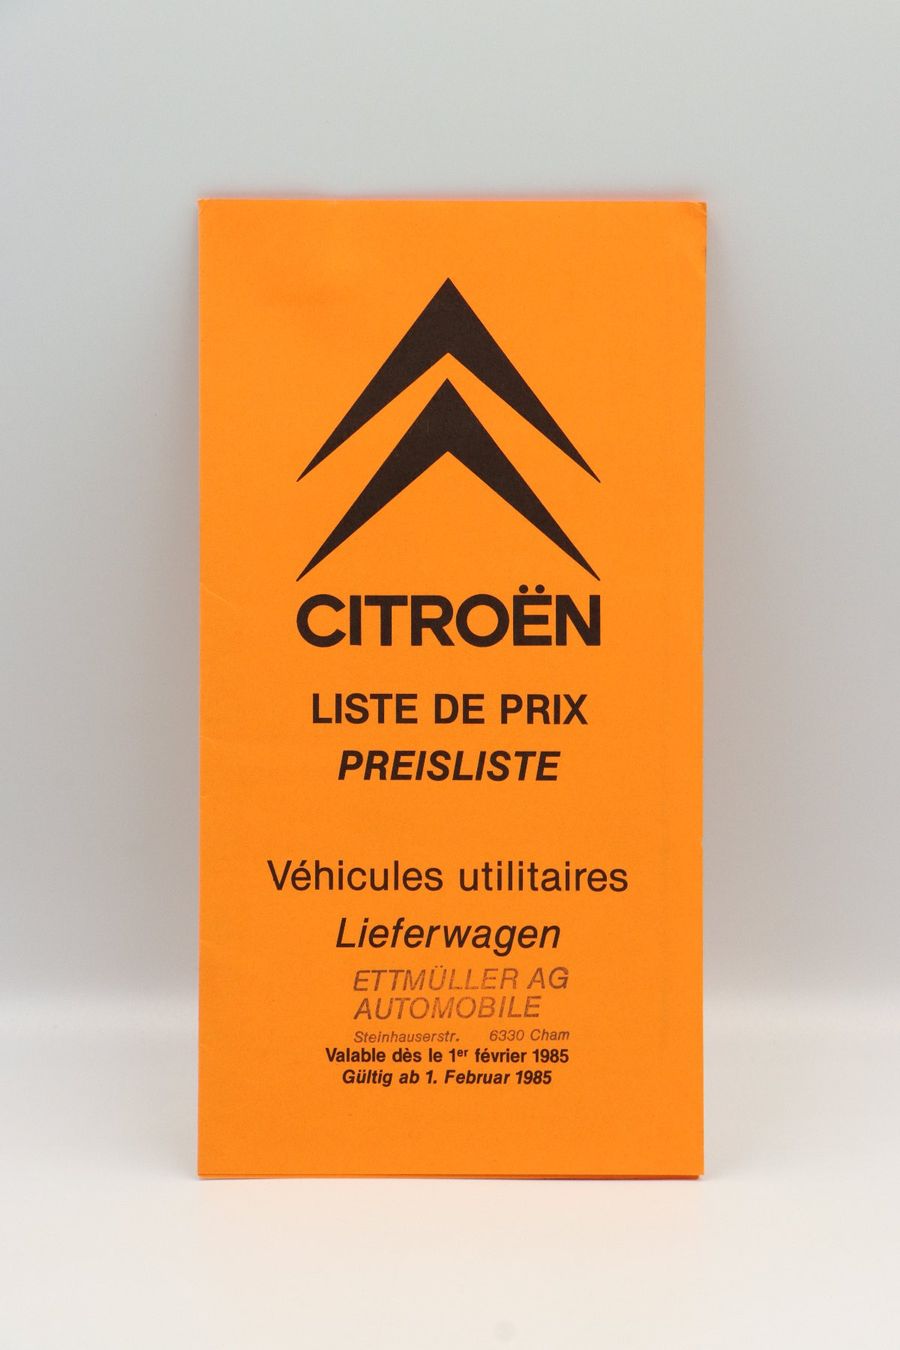 CITROËN
LISTE DE PRIX
PREISLISTE
Véhicules utilitaires
Lieferwagen
ETTMÜLLER AG
AUTOMOBILE
Steinhauserstr. 6330 Cham
Valable dès le 1er février 1985
Gültig ab 1. Februar 1985